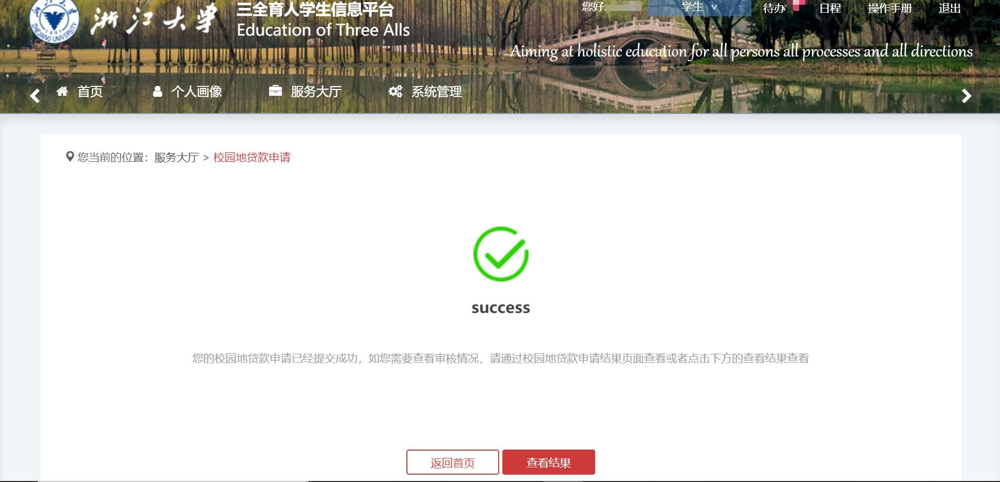 浙江大学
ZHEJIANG UNIVERSITY
三全育人学生信息平台
Education of Three Alls
您好:
学生 ∨
待办
日程
操作手册
退出
Aiming at holistic education for all persons all processes and all directions
首页
个人画像
服务大厅
系统管理
您当前的位置：服务大厅 > 校园地贷款申请
success
您的校园地贷款申请已经提交成功，如您需要查看审核情况，请通过校园地贷款申请结果页面查看或者点击下方的查看结果查看
返回首页
查看结果